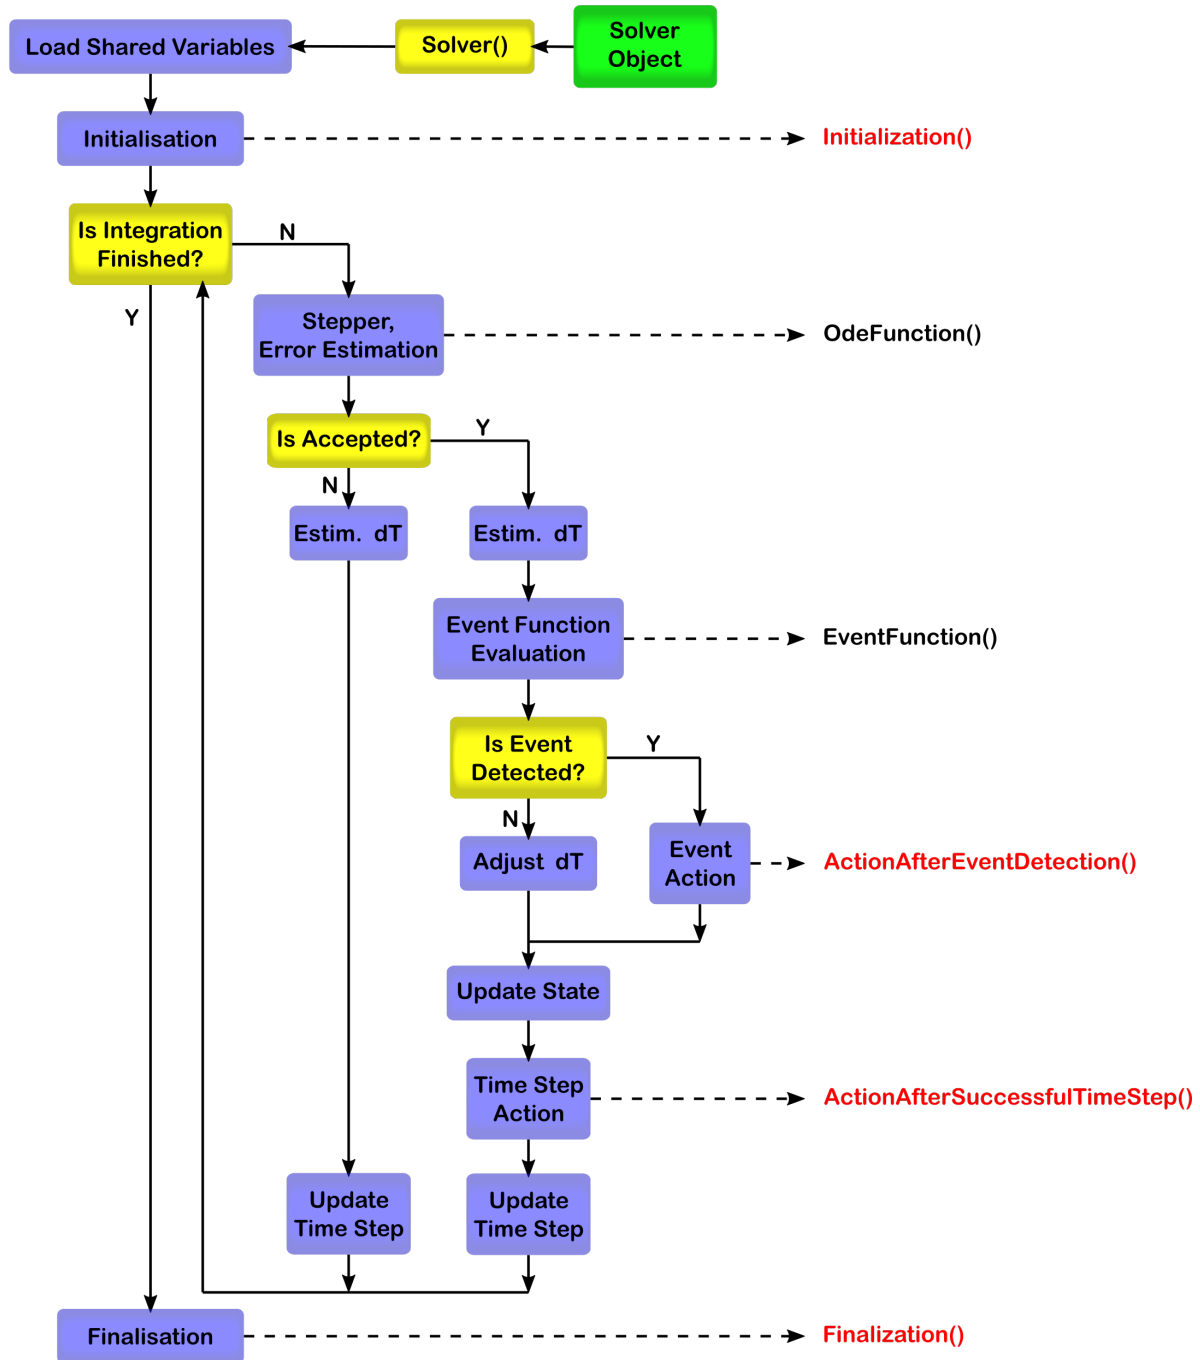 Load Shared Variables
Solver()
Solver
Object
Initialisation
Initialization()
Is Integration
Finished?
N
Y
Stepper,
Error Estimation
OdeFunction()
Is Accepted?
Y
N
Estim. dT
Estim. dT
Event Function
Evaluation
EventFunction()
Is Event
Detected?
Y
N
Adjust dT
Event
Action
ActionAfterEventDetection()
Update State
Time Step
Action
ActionAfterSuccessfulTimeStep()
Update
Time Step
Update
Time Step
Finalisation
Finalization()